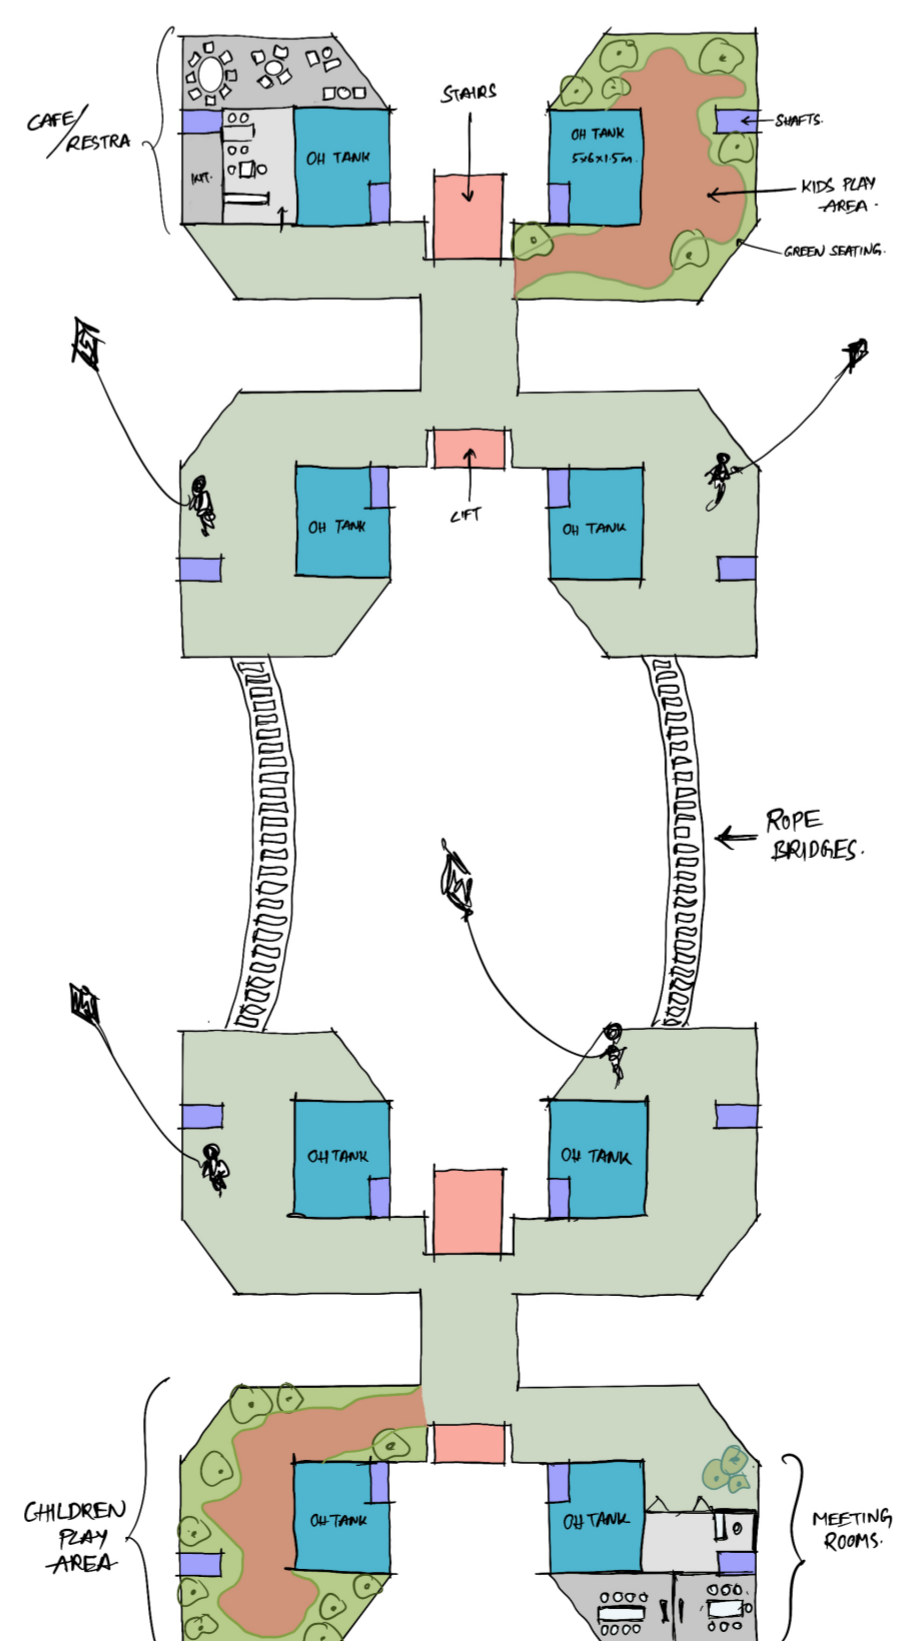 STAIRS
CAFE/
RESTRA
OH TANK
OH TANK
5x6x1.5m.
SHAFTS.
KIT.
KIDS PLAY
AREA.
GREEN SEATING.
LIFT
OH TANK
OH TANK
ROPE
BRIDGES.
OH TANK
OH TANK
CHILDREN
PLAY
AREA
OH TANK
OH TANK
MEETING
ROOMS.